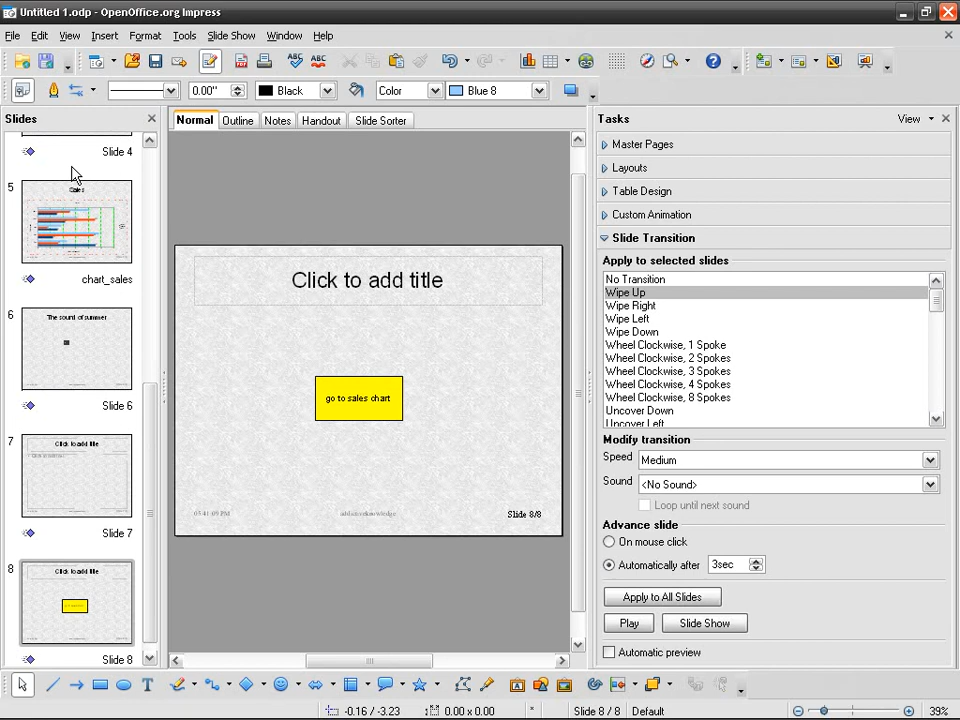 Untitled 1.odp - OpenOffice.org Impress
File Edit View Insert Format Tools Slide Show Window Help
0.00" Black Color Blue 8
Slides
Normal Outline Notes Handout Slide Sorter
Tasks
View
Slide 4
5
Sales
chart_sales
6
The sound of summer
Slide 6
7
Click to add title
Slide 7
8
Click to add title
Slide 8
Click to add title
go to sales chart
05:41:09 PM
Slide 8/8
Master Pages
Layouts
Table Design
Custom Animation
Slide Transition
Apply to selected slides
No Transition
Wipe Up
Wipe Right
Wipe Left
Wipe Down
Wheel Clockwise, 1 Spoke
Wheel Clockwise, 2 Spokes
Wheel Clockwise, 3 Spokes
Wheel Clockwise, 4 Spokes
Wheel Clockwise, 8 Spokes
Uncover Down
Uncover Left
Modify transition
Speed Medium
Sound <No Sound>
Loop until next sound
Advance slide
On mouse click
Automatically after 3sec
Apply to All Slides
Play Slide Show
Automatic preview
-0.16 / -3.23 0.00 x 0.00 * Slide 8 / 8 Default 39%